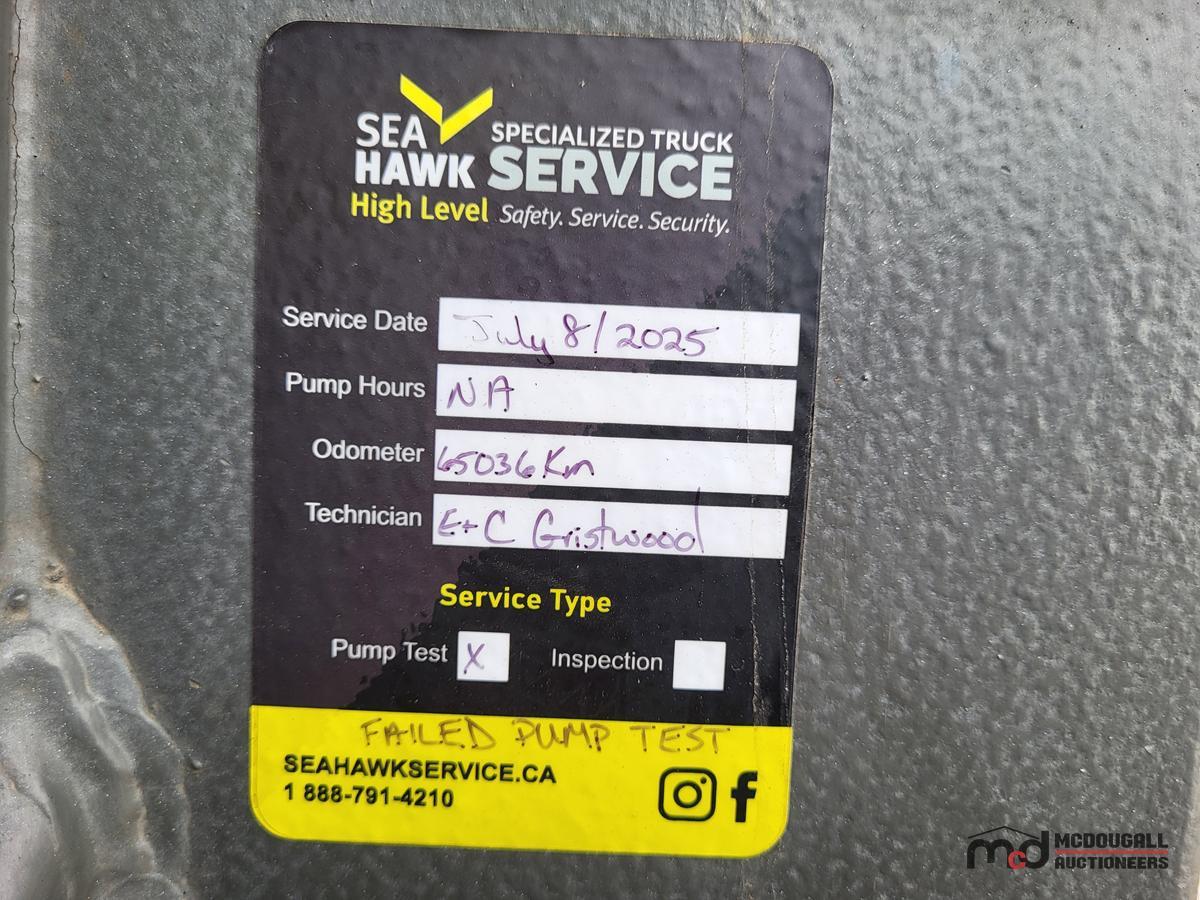 SEA HAWK SPECIALIZED TRUCK SERVICE
High Level Safety. Service. Security.
Service Date July 8/2025
Pump Hours NA
Odometer 65036 Km
Technician E+C Gristwood
Service Type
Pump Test X Inspection
FAILED PUMP TEST
SEAHAWKSERVICE.CA
1 888-791-4210
mcd MCDOUGALL AUCTIONEERS